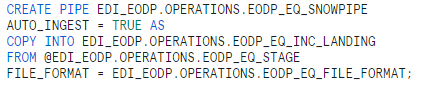 CREATE PIPE EDI_EODP.OPERATIONS.EODP_EQ_SNOWPIPE
AUTO_INGEST = TRUE AS
COPY INTO EDI_EODP.OPERATIONS.EODP_EQ_INC_LANDING
FROM @EDI_EODP.OPERATIONS.EODP_EQ_STAGE
FILE_FORMAT = EDI_EODP.OPERATIONS.EODP_EQ_FILE_FORMAT;